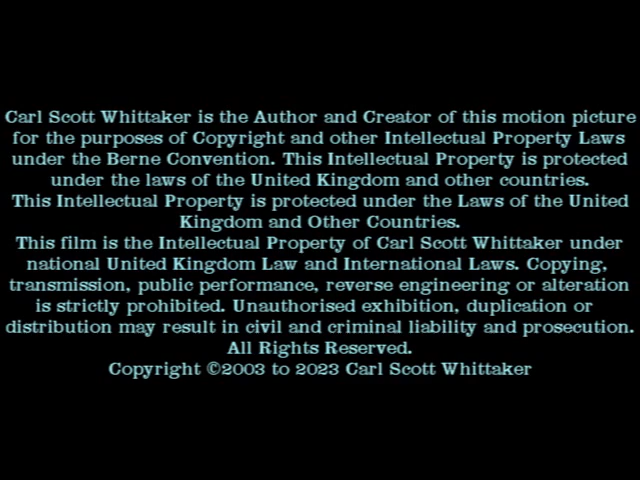 Carl Scott Whittaker is the Author and Creator of this motion picture
for the purposes of Copyright and other Intellectual Property Laws
under the Berne Convention. This Intellectual Property is protected
under the laws of the United Kingdom and other countries.
This Intellectual Property is protected under the Laws of the United
Kingdom and Other Countries.
This film is the Intellectual Property of Carl Scott Whittaker under
national United Kingdom Law and International Laws. Copying,
transmission, public performance, reverse engineering or alteration
is strictly prohibited. Unauthorised exhibition, duplication or
distribution may result in civil and criminal liability and prosecution.
All Rights Reserved.
Copyright ©2003 to 2023 Carl Scott Whittaker